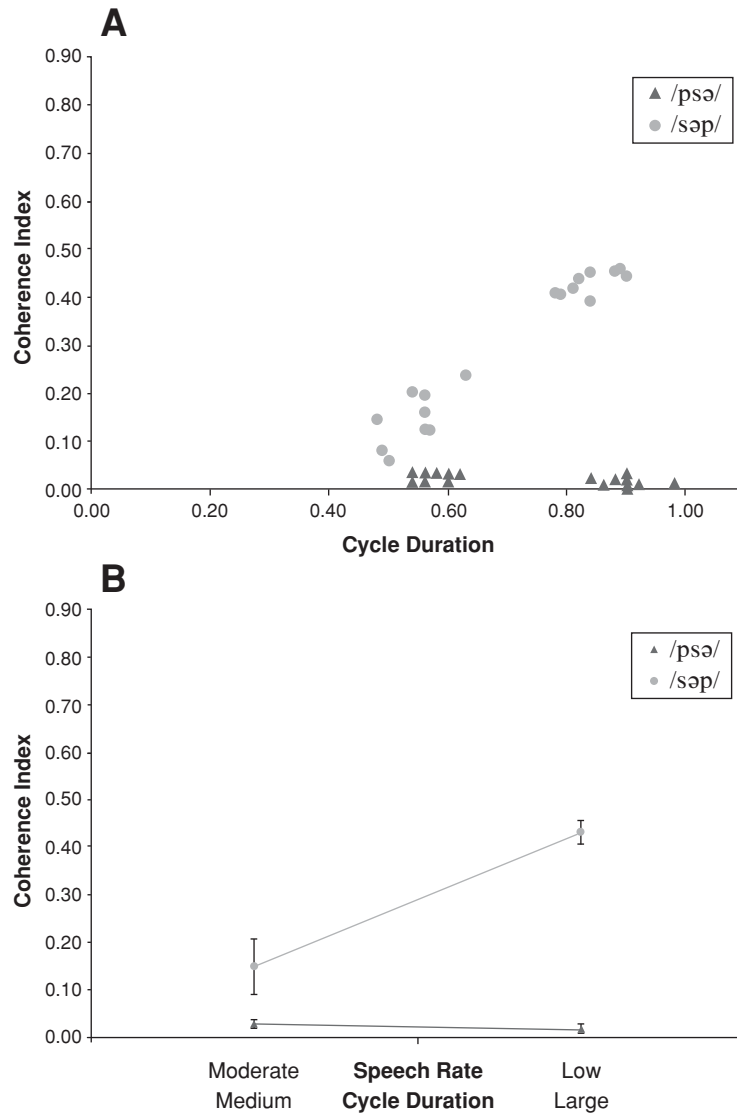 A
0.90
/psə/
/səp/
0.80
0.70
0.60
0.50
0.40
0.30
0.20
0.10
0.00
Coherence Index
0.00 0.20 0.40 0.60 0.80 1.00
Cycle Duration
B
0.90
/psə/
/səp/
0.80
0.70
0.60
0.50
0.40
0.30
0.20
0.10
0.00
Coherence Index
Moderate Speech Rate Low
Medium Cycle Duration Large